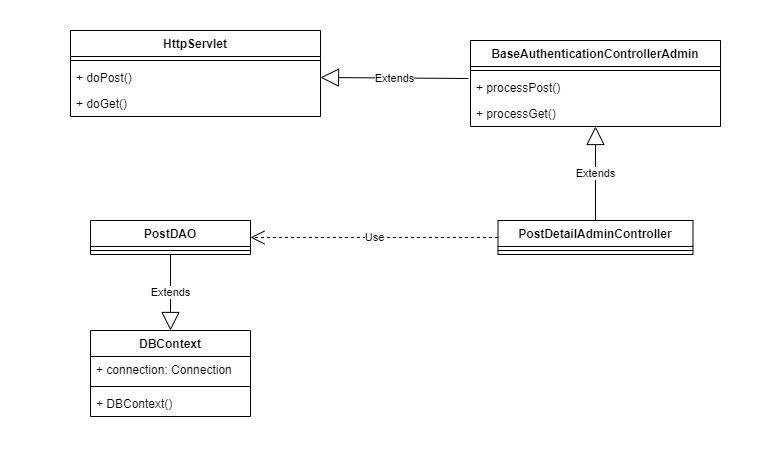 HttpServlet
+ doPost()
+ doGet()
Extends
BaseAuthenticationControllerAdmin
+ processPost()
+ processGet()
Extends
PostDAO
Use
PostDetailAdminController
Extends
DBContext
+ connection: Connection
+ DBContext()